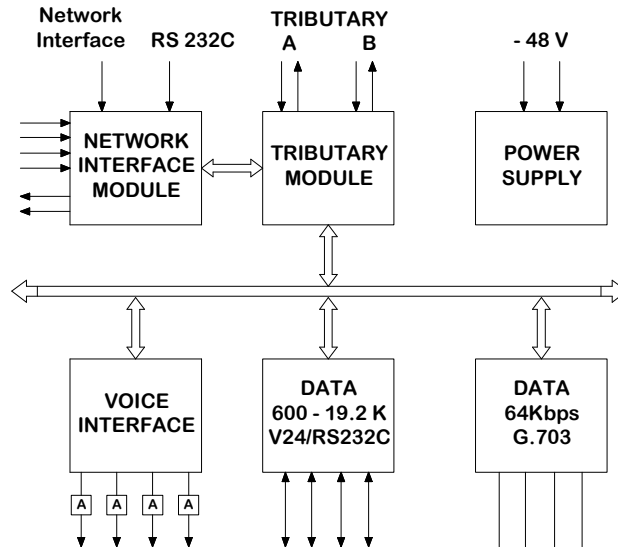 Network
Interface
RS 232C
TRIBUTARY
A B
- 48 V
NETWORK
INTERFACE
MODULE
TRIBUTARY
MODULE
POWER
SUPPLY
VOICE
INTERFACE
DATA
600 - 19.2 K
V24/RS232C
DATA
64Kbps
G.703
A A A A